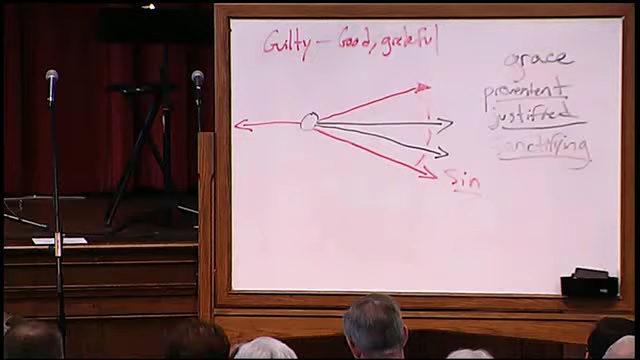 Guilty - Good, grateful
grace
prevenient
justified
Sanctifying
Sin